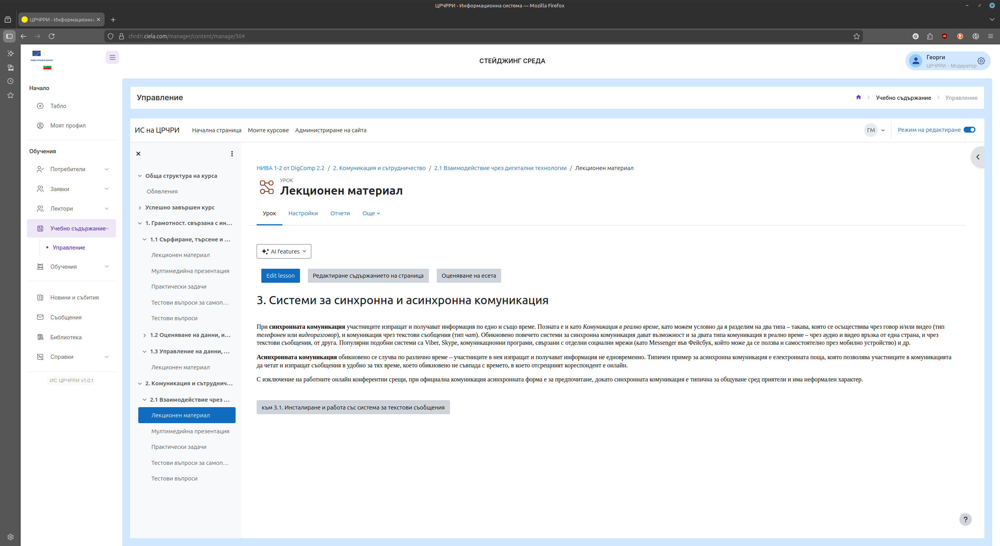 ЦРЧРРИ - Информационна система — Mozilla Firefox
ЦРЧРРИ - Информационна
chrdri.ciela.com/manager/content/manage/504
ИНВЕСТИРАМЕ В ХОРАТА
СТЕЙДЖИНГ СРЕДА
Георги
ЦРЧРРИ - Модератор
Начало
Табло
Моят профил
Обучения
Потребители
Заявки
Лектори
Учебно съдържание
Управление
Обучения
Новини и събития
Съобщения
Библиотека
Справки
ИС ЦРЧРРИ v1.0.1
Управление
Учебно съдържание
Управление
ИС на ЦРЧРИ
Начална страница
Моите курсове
Администриране на сайта
ГМ
Режим на редактиране
Обща структура на курса
Обявления
Успешно завършен курс
1. Грамотност. свързана с ин...
1.1 Сърфиране, търсене и ...
Лекционен материал
Мултимедийна презентация
Практически задачи
Тестови въпроси за самоп...
Тестови въпроси
1.2 Оценяване на данни, и...
1.3 Управление на данни, ...
Лекционен материал
2. Комуникация и сътруднич...
2.1 Взаимодействие чрез ...
Лекционен материал
Мултимедийна презентация
Практически задачи
Тестови въпроси за самоп...
Тестови въпроси
НИВА 1-2 от DigComp 2.2 / 2. Комуникация и сътрудничество / 2.1 Взаимодействие чрез дигитални технологии / Лекционен материал
УРОК
Лекционен материал
Урок
Настройки
Отчети
Още
AI features
Edit lesson
Редактиране съдържанието на страница
Оценяване на есета
3. Системи за синхронна и асинхронна комуникация
При синхронната комуникация участниците изпращат и получават информация по едно и също време. Позната е и като Комуникация в реално време, като можем условно да я разделим на два типа – такава, която се осъществява чрез говор и/или видео (тип
телефонен или видеоразговор), и комуникация чрез текстови съобщения (тип чат). Обикновено повечето системи за синхронна комуникация дават възможност и за двата типа комуникация в реално време – чрез аудио и видео връзка от една страна, и чрез
текстови съобщения, от друга. Популярни подобни системи са Viber, Skype, комуникационни програми, свързани с отделни социални мрежи (като Messenger във Фейсбук, който може да се ползва и самостоятелно през мобилно устройство) и др.
Асинхронната комуникация обикновено се случва по различно време – участниците в нея изпращат и получават информация не едновременно. Типичен пример за асинхронна комуникация е електронната поща, която позволява участниците в комуникацията
да четат и изпращат съобщения в удобно за тях време, което обикновено не съвпада с времето, в което отсрещният кореспондент е онлайн.
С изключение на работните онлайн конферентни срещи, при официална комуникация асинхронната форма е за предпочитане, докато синхронната комуникация е типична за общуване сред приятели и има неформален характер.
към 3.1. Инсталиране и работа със система за текстови съобщения
?